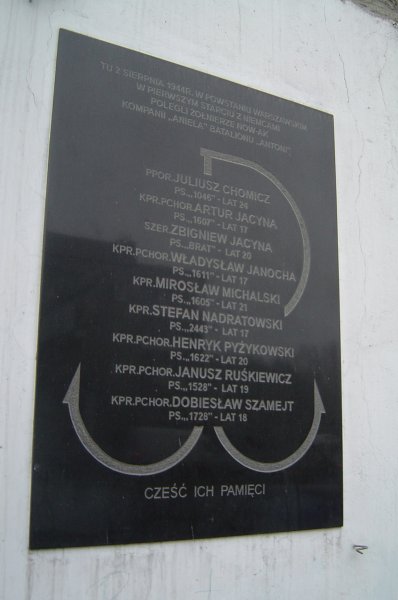 TU 2 SIERPNIA 1944R. W POWSTANIU WARSZAWSKIM
W PIERWSZYM STARCIU Z NIEMCAMI
POLEGLI ŻOŁNIERZE NOW-AK
KOMPANII „ANIELA” BATALIONU „ANTONI”
PPOR.JULIUSZ CHOMICZ
PS.„1046” - LAT 24
KPR.PCHOR.ARTUR JACYNA
PS.„1607” - LAT 17
SZER.ZBIGNIEW JACYNA
PS.„BRAT” - LAT 20
KPR.PCHOR.WŁADYSŁAW JANOCHA
PS.„1611” - LAT 17
KPR.MIROSŁAW MICHALSKI
PS.„1605” - LAT 21
KPR.STEFAN NADRATOWSKI
PS.„2443” - LAT 17
KPR.PCHOR.HENRYK PYŻYKOWSKI
PS.„1622” - LAT 20
KPR.PCHOR.JANUSZ RUŚKIEWICZ
PS.„1528” - LAT 19
KPR.PCHOR.DOBIESŁAW SZAMEJT
PS.„1728” - LAT 18
CZEŚĆ ICH PAMIĘCI